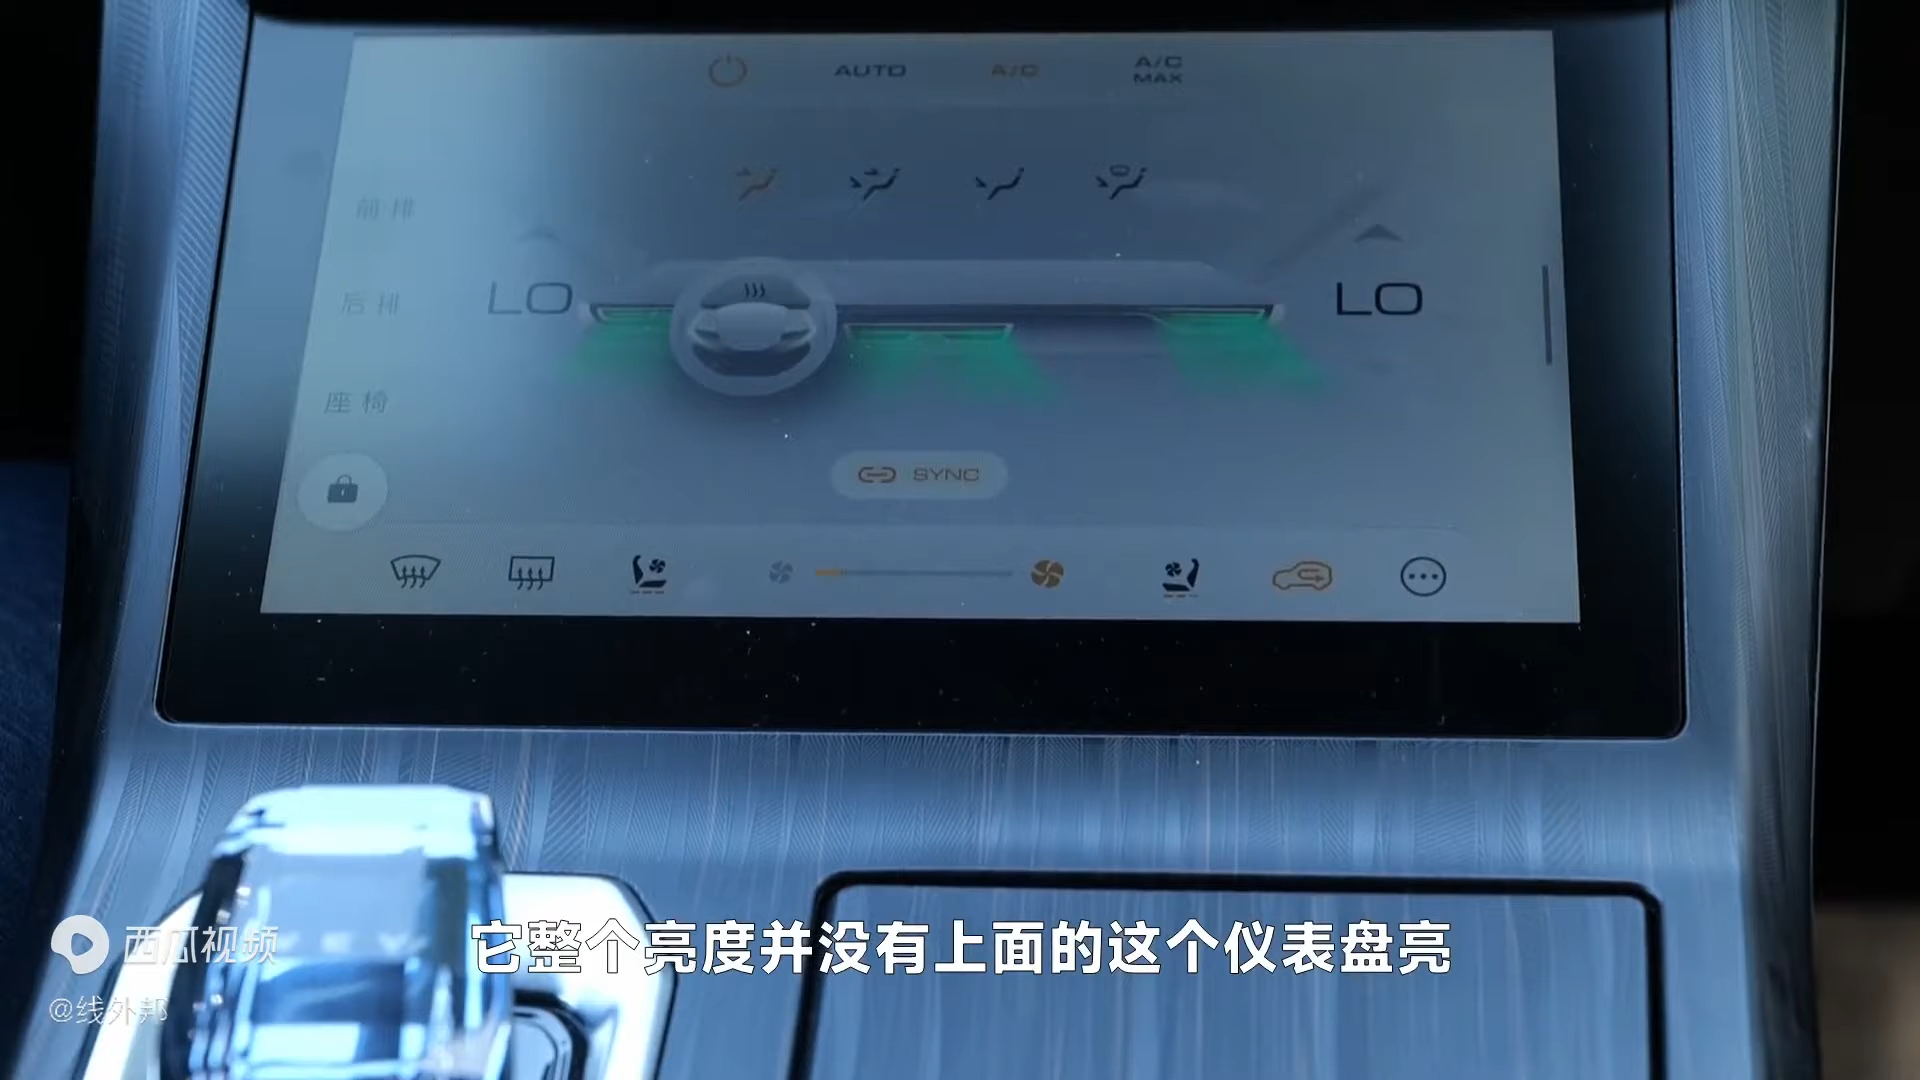 AUTO
A/C
A/C
MAX
前排
后排
LO
LO
座椅
SYNC
它整个亮度并没有上面的这个仪表盘亮
西瓜视频
@线外邦